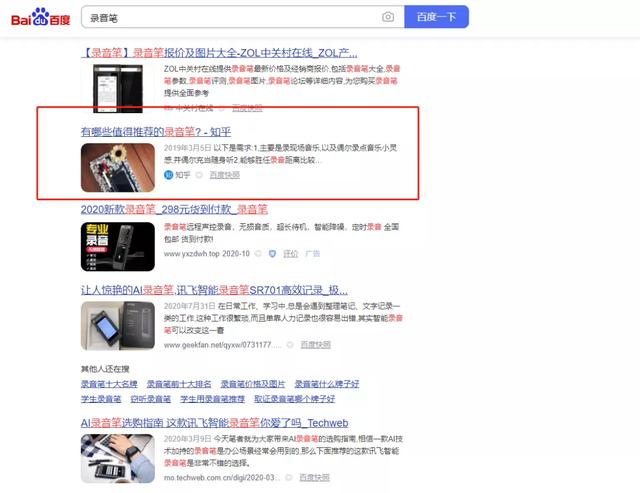 Baidu百度
录音笔
百度一下
【录音笔】录音笔报价及图片大全-ZOL中关村在线_ZOL产...
ZOL中关村在线提供录音笔最新价格及经销商报价,包括录音笔大全,录音
笔参数,录音笔评测,录音笔图片,录音笔论坛等详细内容,为您购买录音笔
提供全面参考
中关村在线 百度快照
有哪些值得推荐的录音笔? - 知乎
2019年3月5日 以下是需求:1.主要是录现场音乐,以及偶尔录点音乐小灵
感,并偶尔充当随身听2.能够胜任录音距离比较...
知 知乎 百度快照
2020新款录音笔_298元货到付款_录音笔
录音笔远程声控录音、无损音质，超长待机，智能降噪，定时录音 全国
包邮 货到付款!
专业
录音
www.yxzdwh.top 2020-10 评价 广告
让人惊艳的AI录音笔,讯飞智能录音笔SR701高效记录_极...
2020年7月31日 在日常工作、学习中,总是会遇到整理笔记、文字记录一
类的工作,这种工作很繁琐,而且单靠人力记录也很容易出错,其实智能录音
笔可以改变这一窘
www.geekfan.net/qyxw/0731177... 百度快照
其他人还在搜
录音笔十大名牌 录音笔前十大排名 录音笔价格及图片 录音笔什么牌子好
学生录音笔 窃听录音笔 学生用录音笔推荐 取证录音笔哪个牌子好
AI录音笔选购指南 这款讯飞智能录音笔你爱了吗_Techweb
2020年3月9日 今天笔者就为大家带来AI录音笔的选购指南,相信一款AI技
术加持的录音笔是办公场景经常会用到的,那么下面推荐的这款讯飞智能
录音笔是非常不错的选择。
mo.techweb.com.cn/digi/2020-03... 百度快照